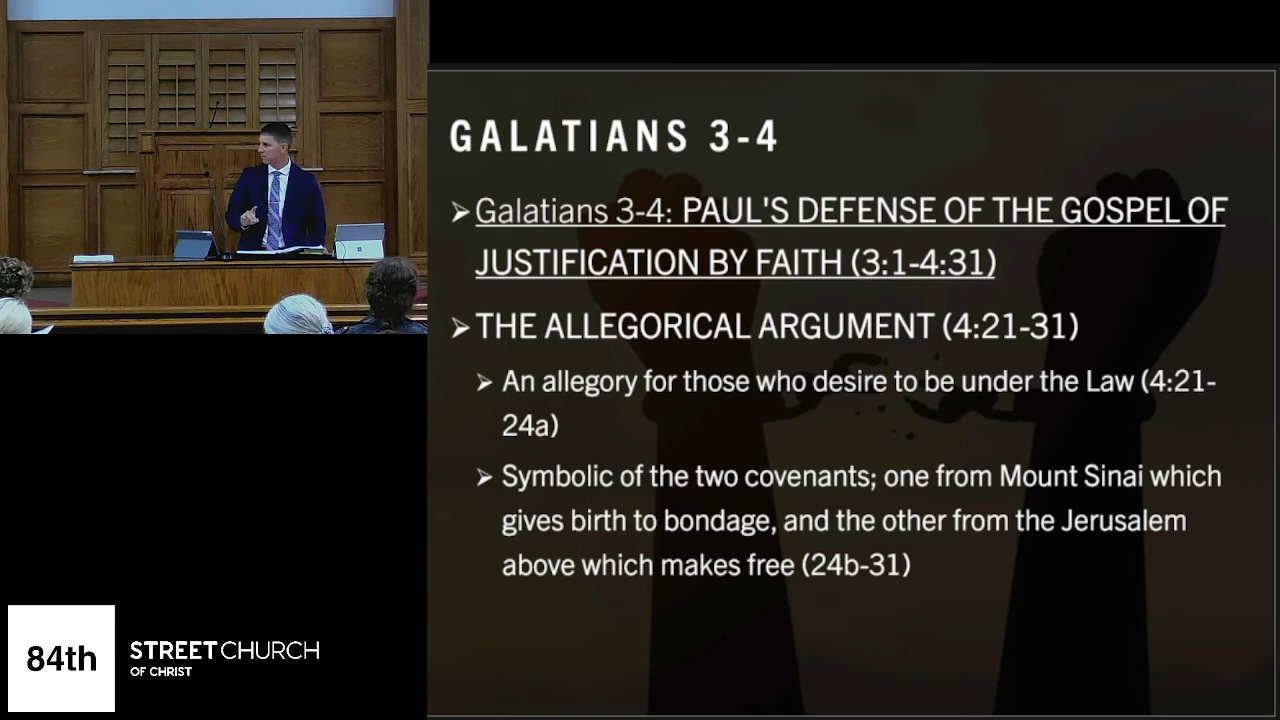 GALATIANS 3-4
➢ Galatians 3-4: PAUL'S DEFENSE OF THE GOSPEL OF
JUSTIFICATION BY FAITH (3:1-4:31)
➢ THE ALLEGORICAL ARGUMENT (4:21-31)
➢ An allegory for those who desire to be under the Law (4:21-
24a)
➢ Symbolic of the two covenants; one from Mount Sinai which
gives birth to bondage, and the other from the Jerusalem
above which makes free (24b-31)
84th
STREET CHURCH
OF CHRIST